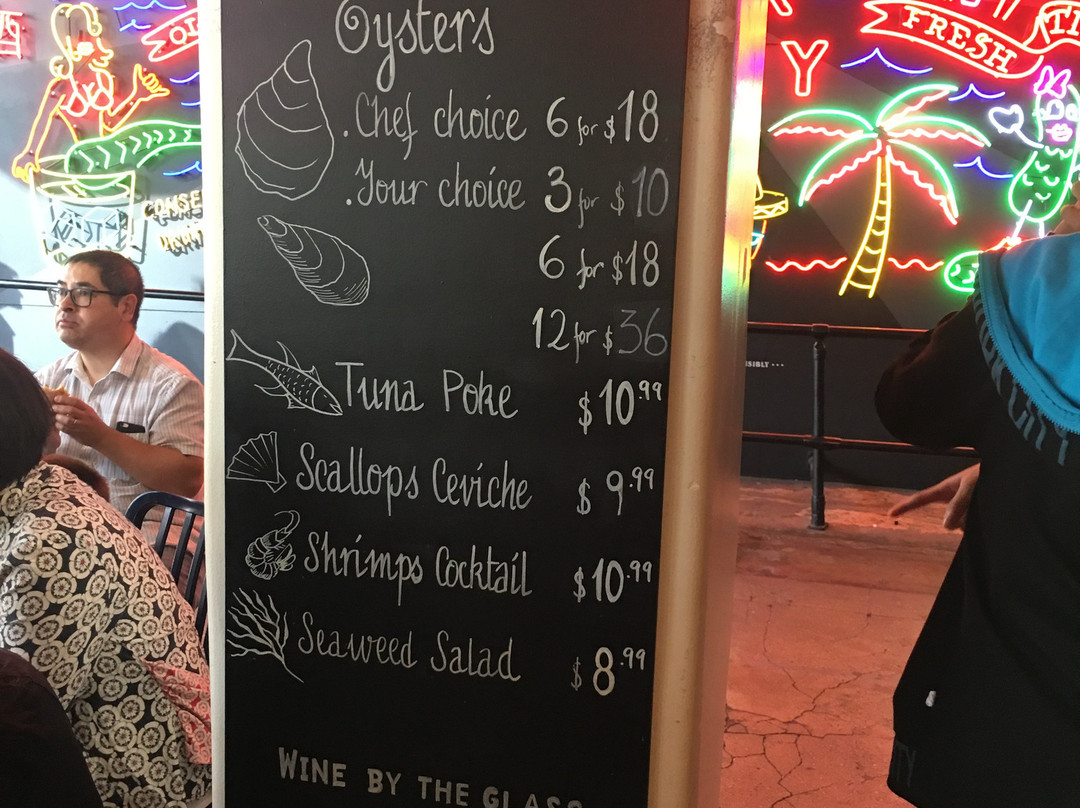 Oysters
.Chef choice 6 for $18
.Your choice 3 for $10
6 for $18
12 for $36
Tuna Poke $10.99
Scallops Ceviche $9.99
Shrimps Cocktail $10.99
Seaweed Salad $8.99
WINE BY THE GLASS
FRESH
Y